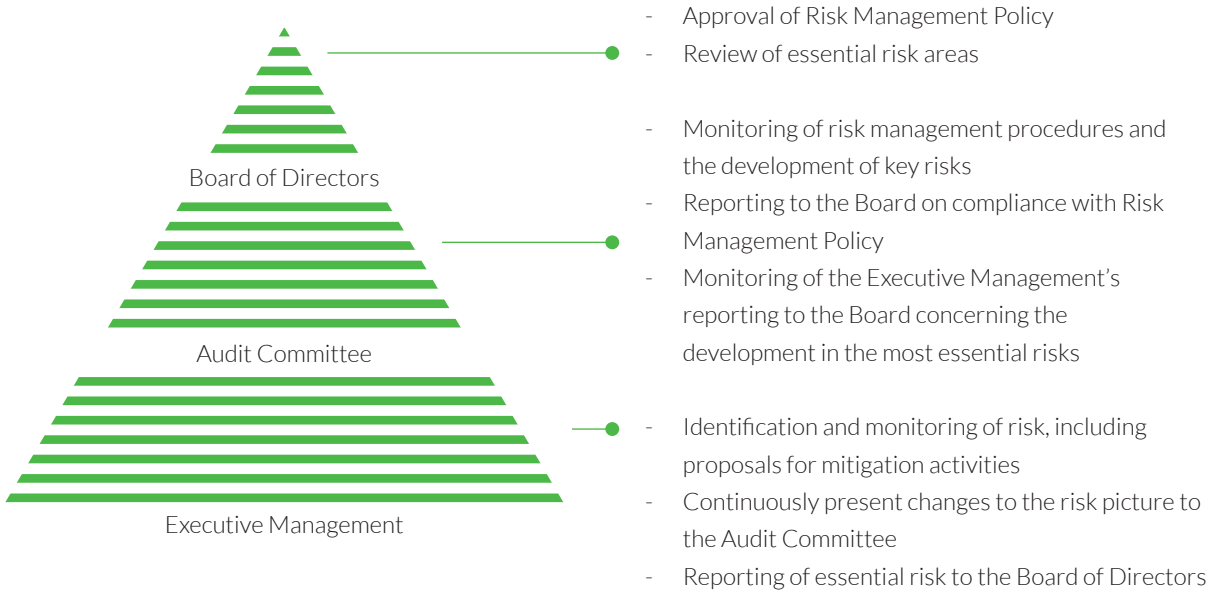 - Approval of Risk Management Policy
- Review of essential risk areas
- Monitoring of risk management procedures and
the development of key risks
Board of Directors
- Reporting to the Board on compliance with Risk
Management Policy
- Monitoring of the Executive Management’s
reporting to the Board concerning the
development in the most essential risks
Audit Committee
- Identification and monitoring of risk, including
proposals for mitigation activities
- Continuously present changes to the risk picture to
the Audit Committee
Executive Management
- Reporting of essential risk to the Board of Directors